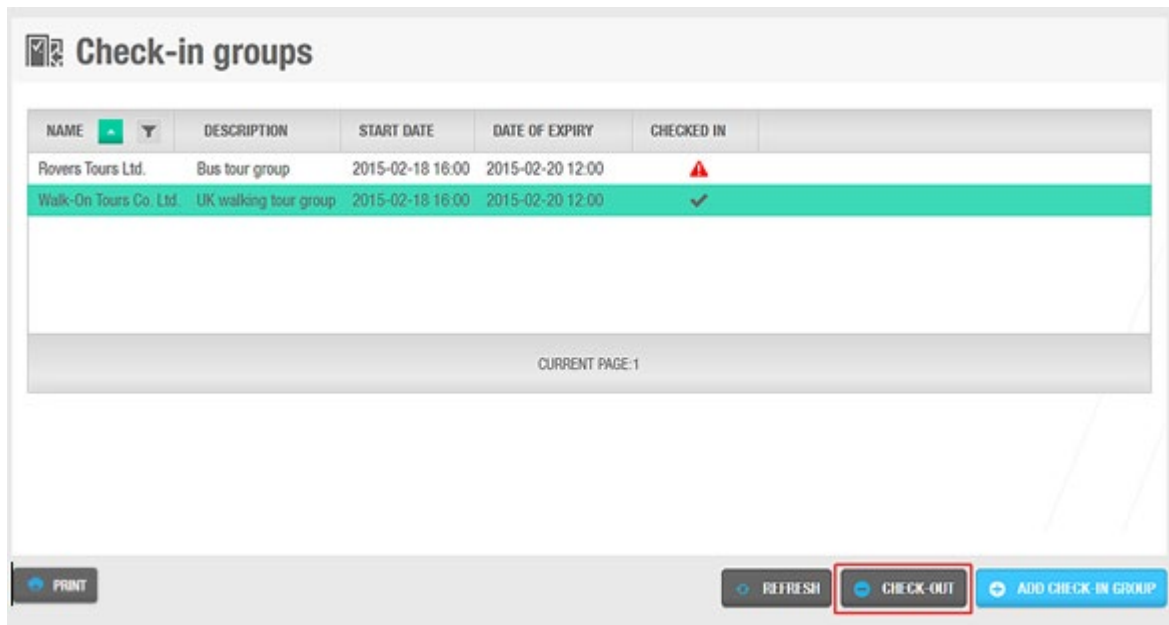 Check-in groups
NAME DESCRIPTION START DATE DATE OF EXPIRY CHECKED IN
Rovers Tours Ltd. Bus tour group 2015-02-18 16:00 2015-02-20 12:00
Walk-On Tours Co. Ltd. UK walking tour group 2015-02-18 16:00 2015-02-20 12:00
CURRENT PAGE:1
PRINT REFRESH CHECK-OUT ADD CHECK-IN GROUP